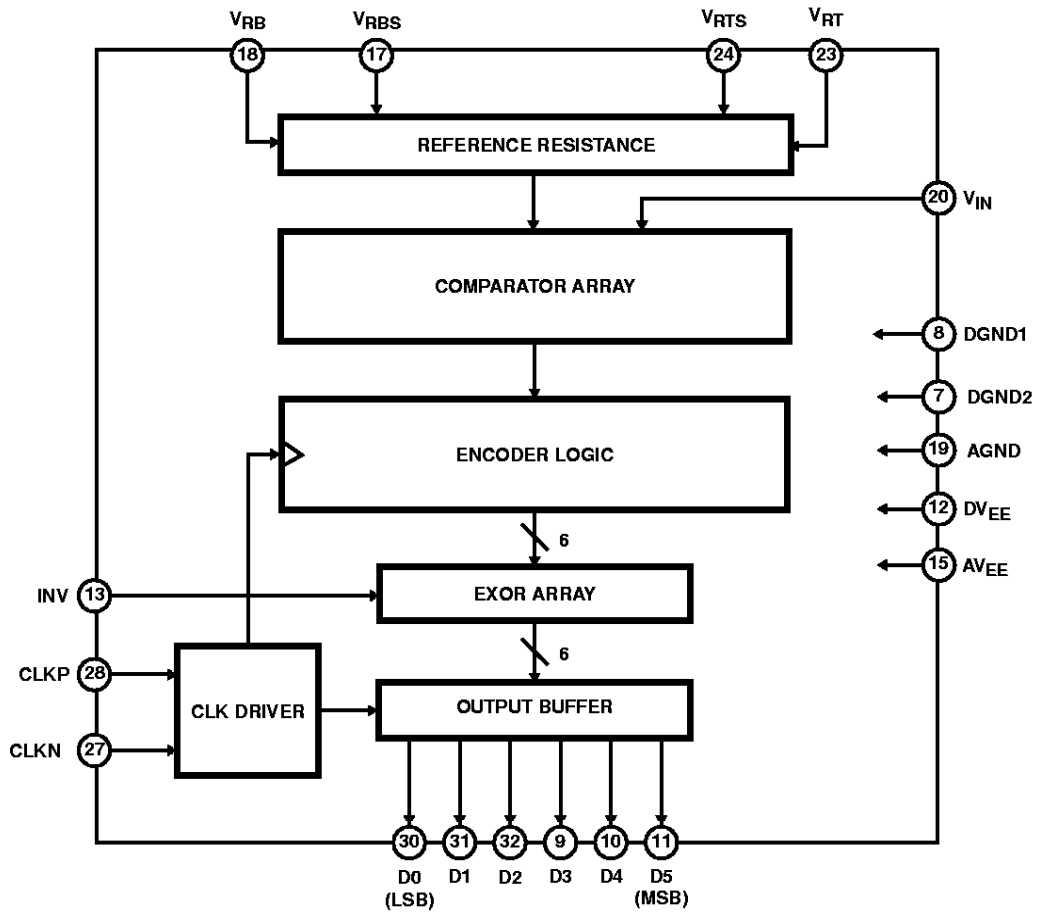 VRB VRBS VRTS VRT
18 17 24 23
REFERENCE RESISTANCE
20 VIN
COMPARATOR ARRAY
8 DGND1
7 DGND2
19 AGND
ENCODER LOGIC
12 DVEE
6
15 AVEE
INV 13
EXOR ARRAY
6
CLKP 28
CLK DRIVER
OUTPUT BUFFER
CLKN 27
30 31 32 9 10 11
D0 D1 D2 D3 D4 D5
(LSB) (MSB)